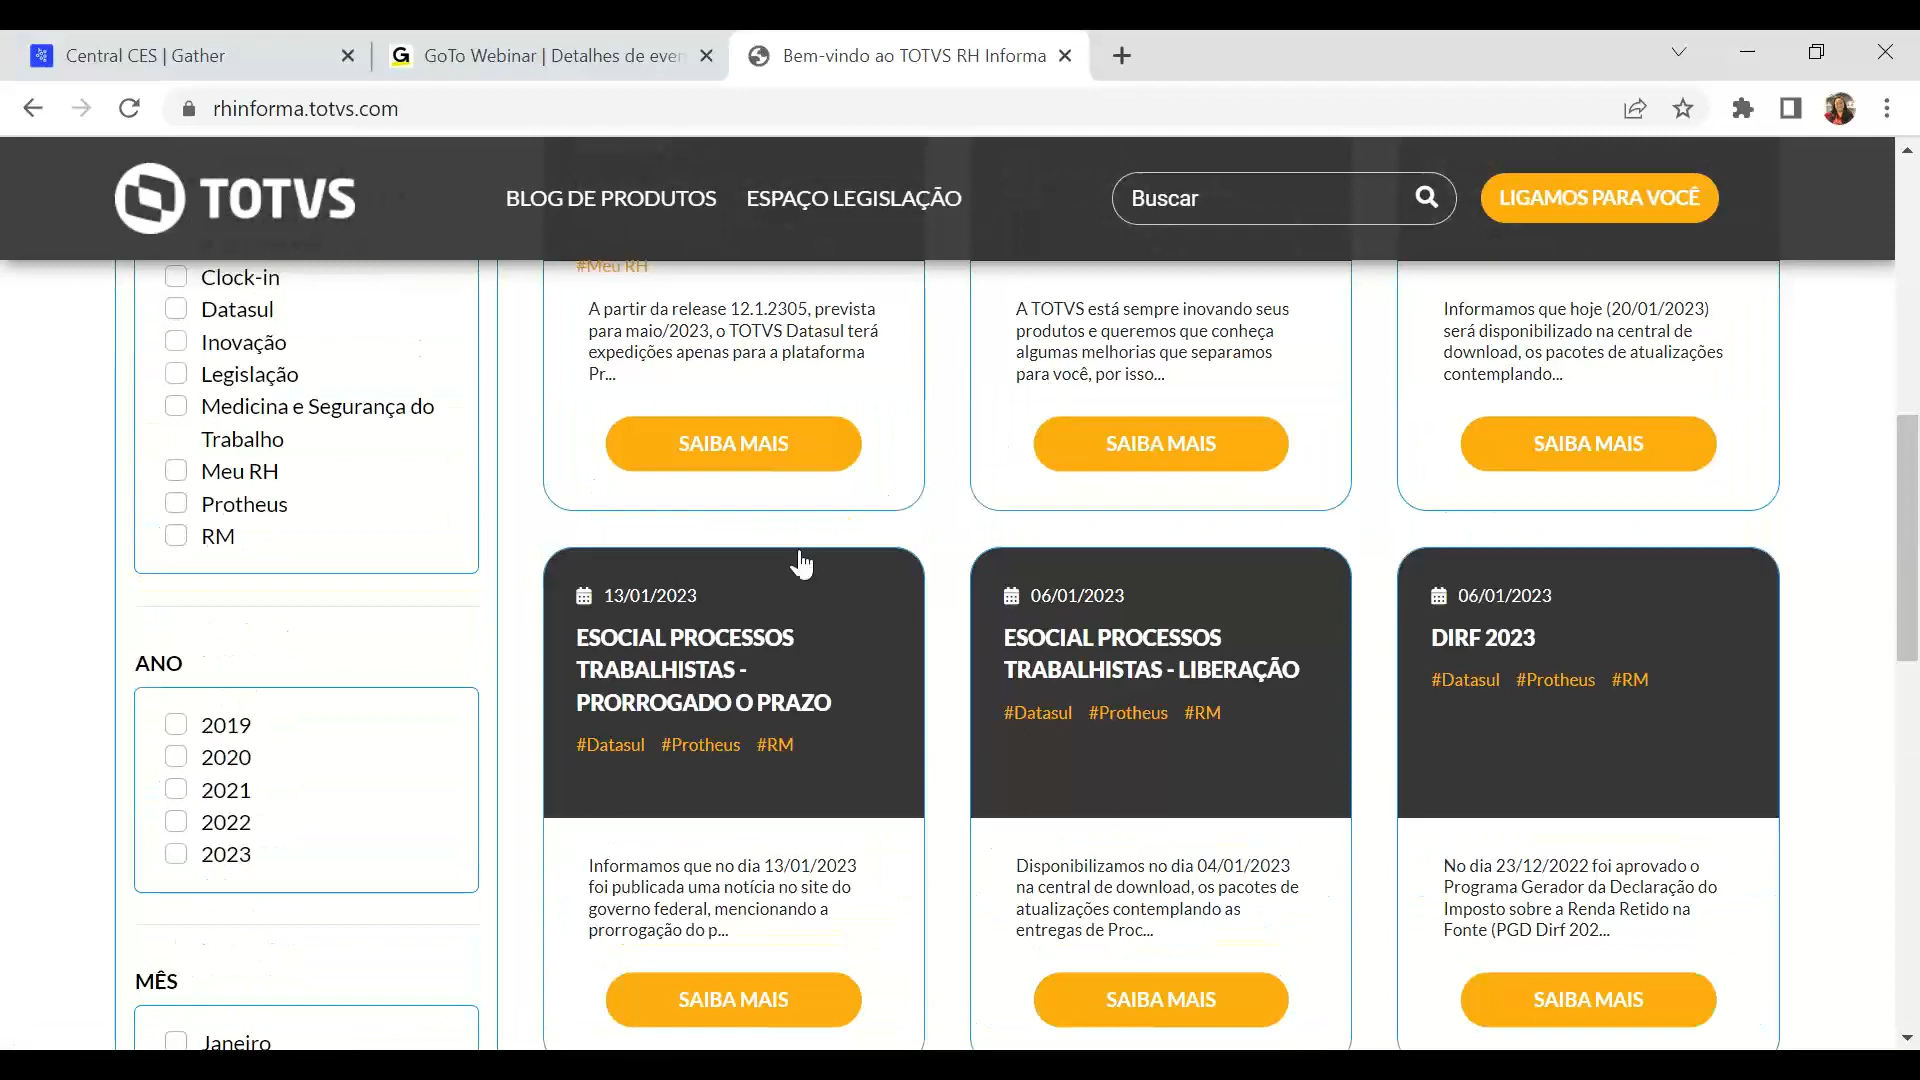 Central CES | Gather
GoTo Webinar | Detalhes de even
Bem-vindo ao TOTVS RH Informa
rhinforma.totvs.com
TOTVS
BLOG DE PRODUTOS
ESPAÇO LEGISLAÇÃO
Buscar
LIGAMOS PARA VOCÊ
Clock-in
Datasul
Inovação
Legislação
Medicina e Segurança do
Trabalho
Meu RH
Protheus
RM
ANO
2019
2020
2021
2022
2023
MÊS
Janeiro
#Meu RH
A partir da release 12.1.2305, prevista
para maio/2023, o TOTVS Datasul terá
expedições apenas para a plataforma
Pr...
SAIBA MAIS
A TOTVS está sempre inovando seus
produtos e queremos que conheça
algumas melhorias que separamos
para você, por isso...
SAIBA MAIS
Informamos que hoje (20/01/2023)
será disponibilizado na central de
download, os pacotes de atualizações
contemplando...
SAIBA MAIS
13/01/2023
ESOCIAL PROCESSOS
TRABALHISTAS -
PRORROGADO O PRAZO
#Datasul #Protheus #RM
Informamos que no dia 13/01/2023
foi publicada uma notícia no site do
governo federal, mencionando a
prorrogação do p...
SAIBA MAIS
06/01/2023
ESOCIAL PROCESSOS
TRABALHISTAS - LIBERAÇÃO
#Datasul #Protheus #RM
Disponibilizamos no dia 04/01/2023
na central de download, os pacotes de
atualizações contemplando as
entregas de Proc...
SAIBA MAIS
06/01/2023
DIRF 2023
#Datasul #Protheus #RM
No dia 23/12/2022 foi aprovado o
Programa Gerador da Declaração do
Imposto sobre a Renda Retido na
Fonte (PGD Dirf 202...
SAIBA MAIS